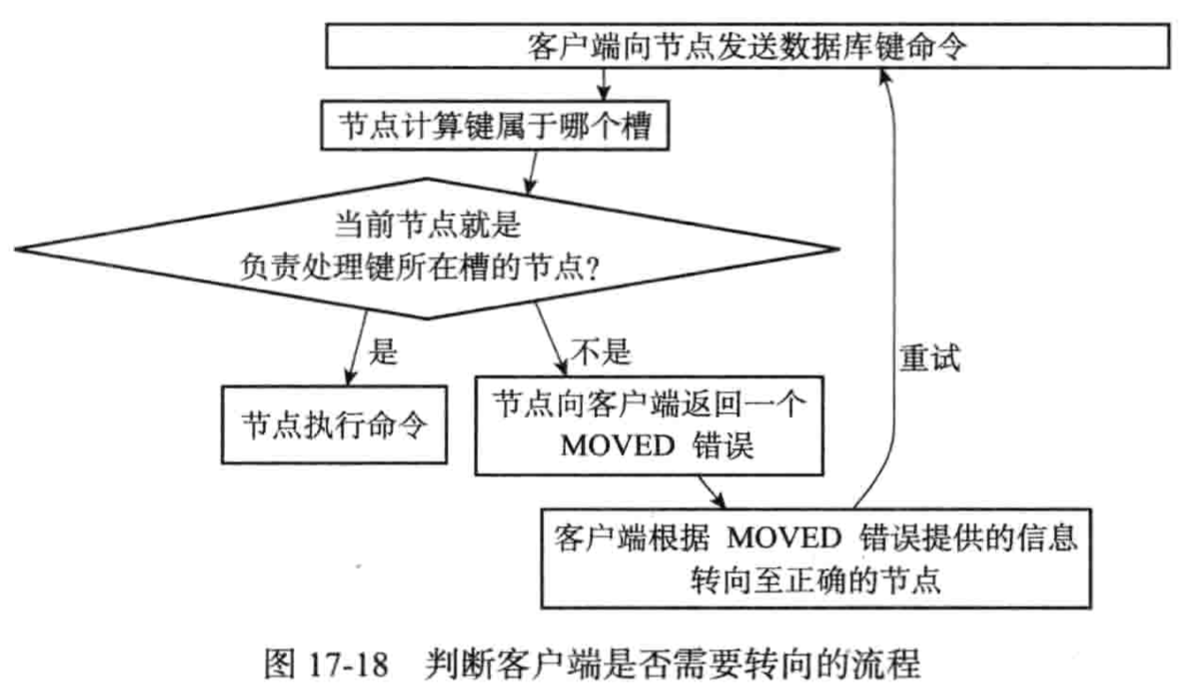 客户端向节点发送数据库键命令
节点计算键属于哪个槽
当前节点就是
负责处理键所在槽的节点?
是
不是
重试
节点执行命令
节点向客户端返回一个
MOVED 错误
客户端根据 MOVED 错误提供的信息
转向至正确的节点
图 17-18 判断客户端是否需要转向的流程